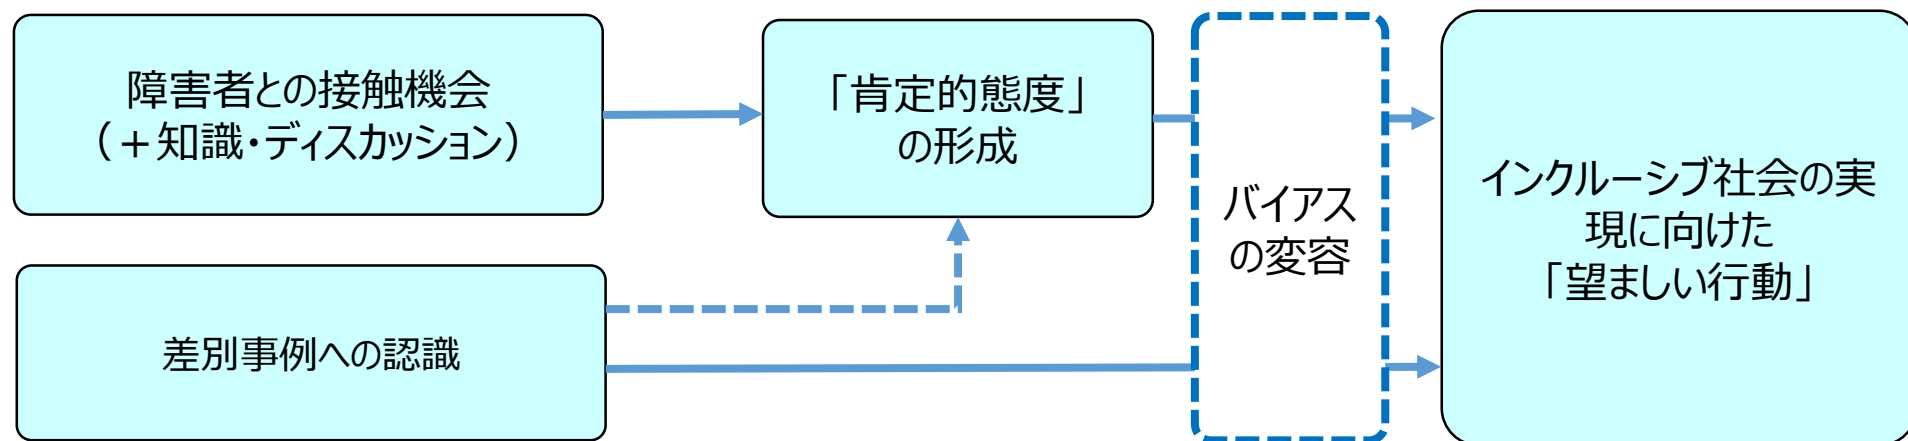 障害者との接触機会
（＋知識・ディスカッション）
「肯定的態度」
の形成
バイアス
の変容
インクルーシブ社会の実
現に向けた
「望ましい行動」
差別事例への認識